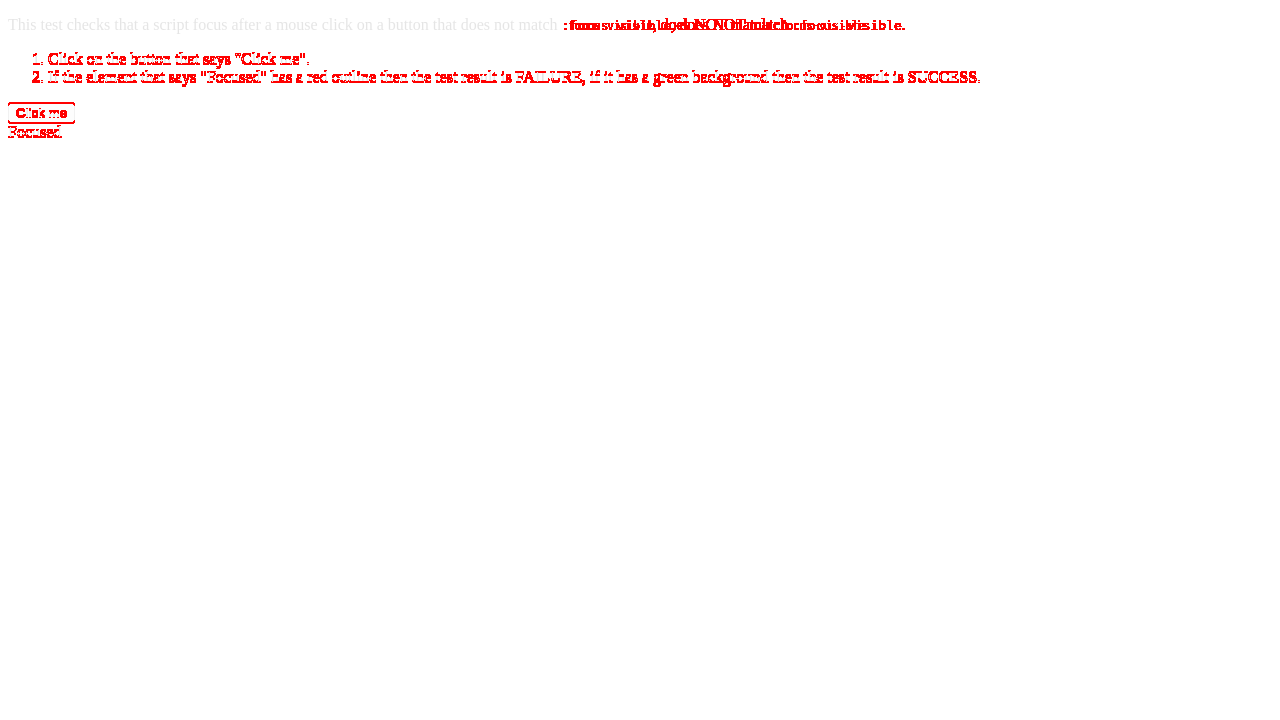 This test checks that a script focus after a mouse click on a button that does not match :focus-visible, does NOT match :focus-visible.
1. Click on the button that says "Click me".
2. If the element that says "Focused" has a red outline then the test result is FAILURE, if it has a green background then the test result is SUCCESS.
Click me
Focused